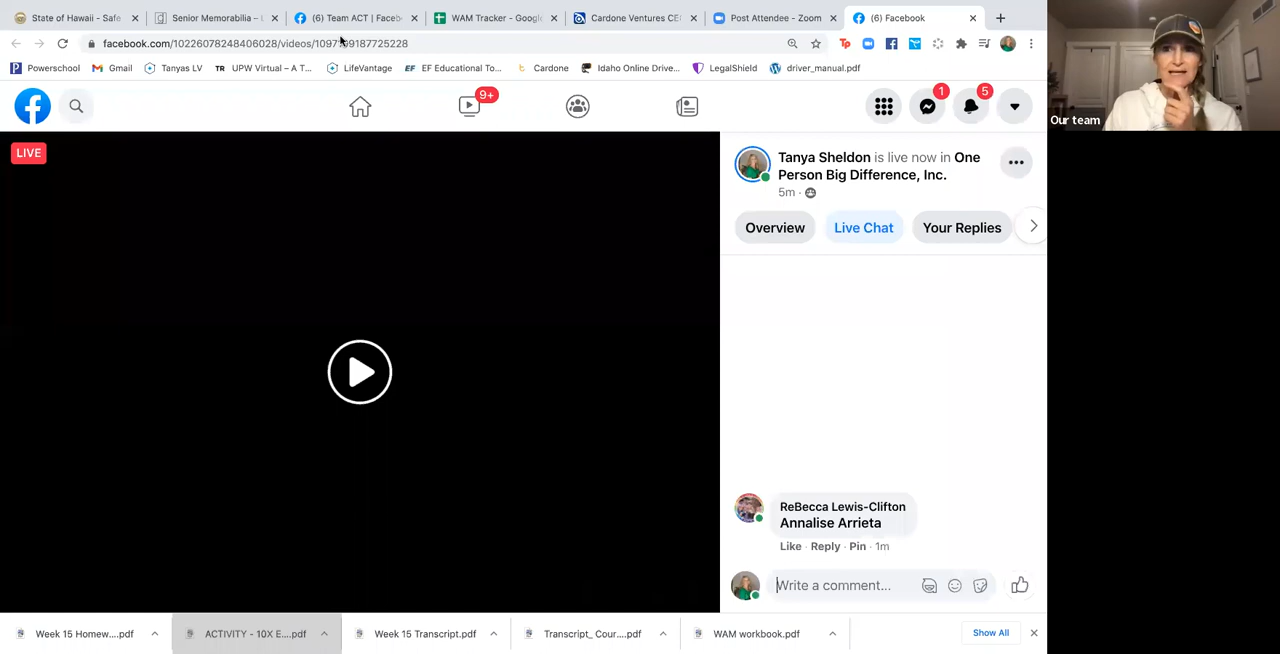 State of Hawaii - Safe
Senior Memorabilia –
(6) Team ACT | Faceb
WAM Tracker - Google
Cardone Ventures CE
Post Attendee - Zoom
(6) Facebook
facebook.com/10226078248406028/videos/1097
9187725228
Powerschool
Gmail
Tanyas LV
TR UPW Virtual – A T...
LifeVantage
EF EF Educational To...
Cardone
Idaho Online Drive...
LegalShield
driver_manual.pdf
9+
1
5
LIVE
Tanya Sheldon is live now in One
Person Big Difference, Inc.
5m ·
Overview
Live Chat
Your Replies
ReBecca Lewis-Clifton
Annalise Arrieta
Like · Reply · Pin · 1m
Write a comment...
Week 15 Homew....pdf
ACTIVITY - 10X E....pdf
Week 15 Transcript.pdf
Transcript_ Cour....pdf
WAM workbook.pdf
Show All
Our team